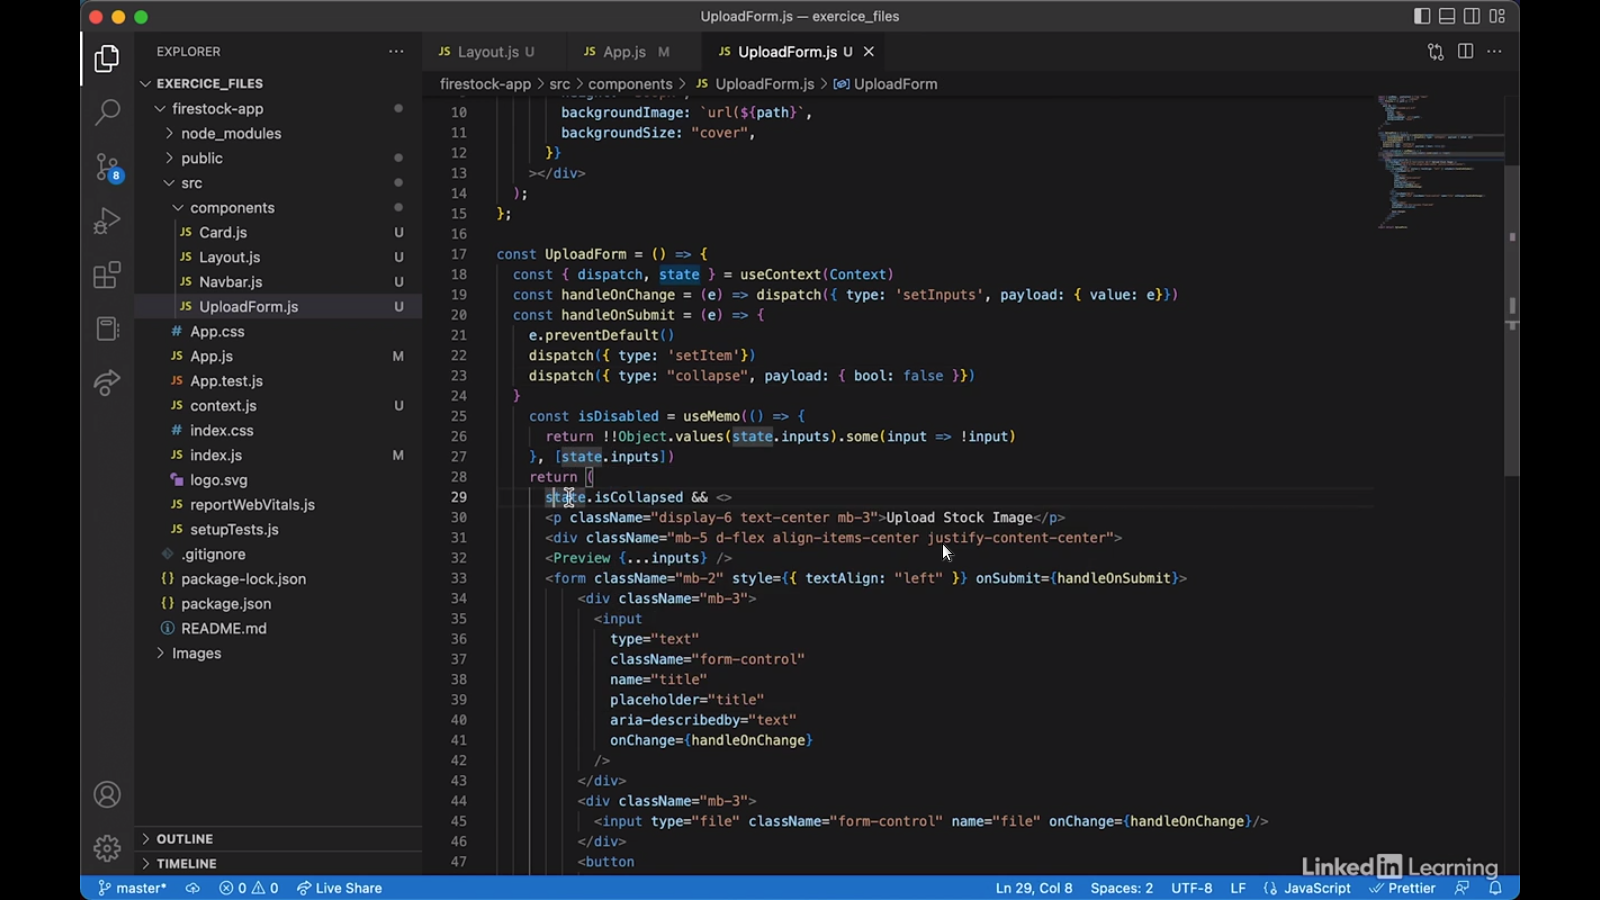 UploadForm.js — exercice_files
EXPLORER
JS Layout.js U
JS App.js M
JS UploadForm.js U
firestock-app > src > components > JS UploadForm.js > UploadForm
EXERCICE_FILES
firestock-app
node_modules
public
src
components
JS Card.js U
JS Layout.js U
JS Navbar.js U
JS UploadForm.js U
# App.css
JS App.js M
JS App.test.js
JS context.js U
# index.css
JS index.js M
logo.svg
JS reportWebVitals.js
JS setupTests.js
.gitignore
{} package-lock.json
{} package.json
README.md
Images
OUTLINE
TIMELINE
8
10 backgroundImage: `url(${path}`,
11 backgroundSize: "cover",
12 }}
13 ></div>
14 );
15 };
16
17 const UploadForm = () => {
18 const { dispatch, state } = useContext(Context)
19 const handleOnChange = (e) => dispatch({ type: 'setInputs', payload: { value: e}})
20 const handleOnSubmit = (e) => {
21 e.preventDefault()
22 dispatch({ type: 'setItem'})
23 dispatch({ type: "collapse", payload: { bool: false }})
24 }
25 const isDisabled = useMemo(() => {
26 return !!Object.values(state.inputs).some(input => !input)
27 }, [state.inputs])
28 return (
29 state.isCollapsed && <>
30 <p className="display-6 text-center mb-3">Upload Stock Image</p>
31 <div className="mb-5 d-flex align-items-center justify-content-center">
32 <Preview {...inputs} />
33 <form className="mb-2" style={{ textAlign: "left" }} onSubmit={handleOnSubmit}>
34 <div className="mb-3">
35 <input
36 type="text"
37 className="form-control"
38 name="title"
39 placeholder="title"
40 aria-describedby="text"
41 onChange={handleOnChange}
42 />
43 </div>
44 <div className="mb-3">
45 <input type="file" className="form-control" name="file" onChange={handleOnChange}/>
46 </div>
47 <button
LinkedIn Learning
master* 0 0 Live Share Ln 29, Col 8 Spaces: 2 UTF-8 LF {} JavaScript Prettier